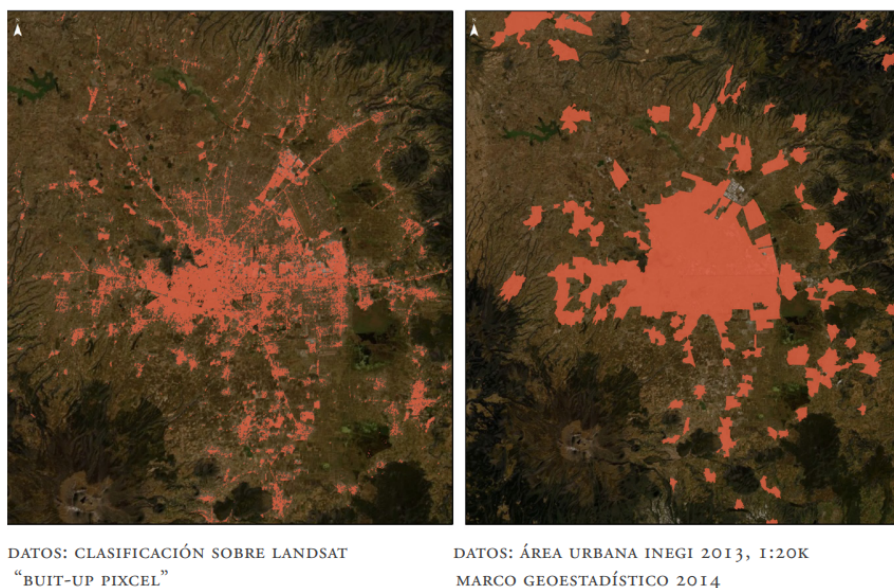 DATOS: CLASIFICACIÓN SOBRE LANDSAT
"BUIT-UP PIXCEL"
DATOS: ÁREA URBANA INEGI 2013, 1:20K
MARCO GEOESTADÍSTICO 2014